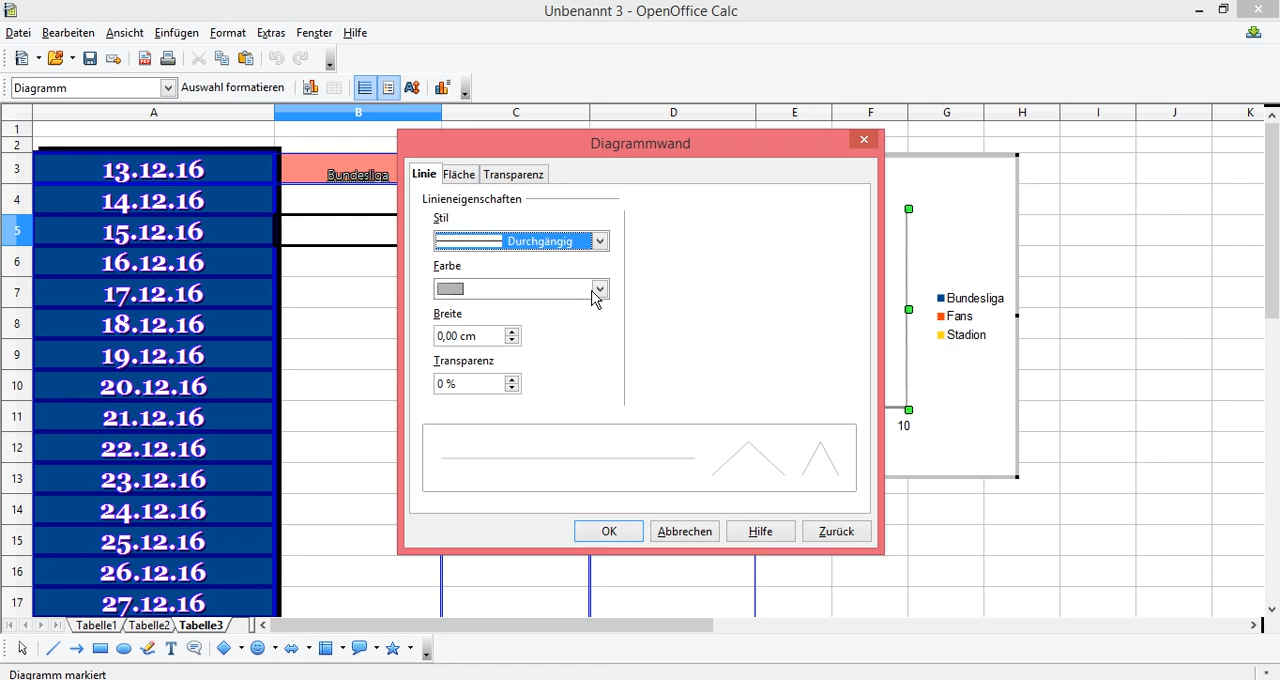 Unbenannt 3 - OpenOffice Calc
Datei Bearbeiten Ansicht Einfügen Format Extras Fenster Hilfe
Diagramm Auswahl formatieren
A B C D E F G H I J K
1
2
3 13.12.16 Bundesliga
4 14.12.16
5 15.12.16
6 16.12.16
7 17.12.16
8 18.12.16
9 19.12.16
10 20.12.16
11 21.12.16
12 22.12.16
13 23.12.16
14 24.12.16
15 25.12.16
16 26.12.16
17 27.12.16
Diagrammwand
Linie Fläche Transparenz
Linieneigenschaften
Stil
Durchgängig
Farbe
Breite
0,00 cm
Transparenz
0 %
OK Abbrechen Hilfe Zurück
Bundesliga
Fans
Stadion
10
Tabelle1 Tabelle2 Tabelle3
Diagramm markiert *